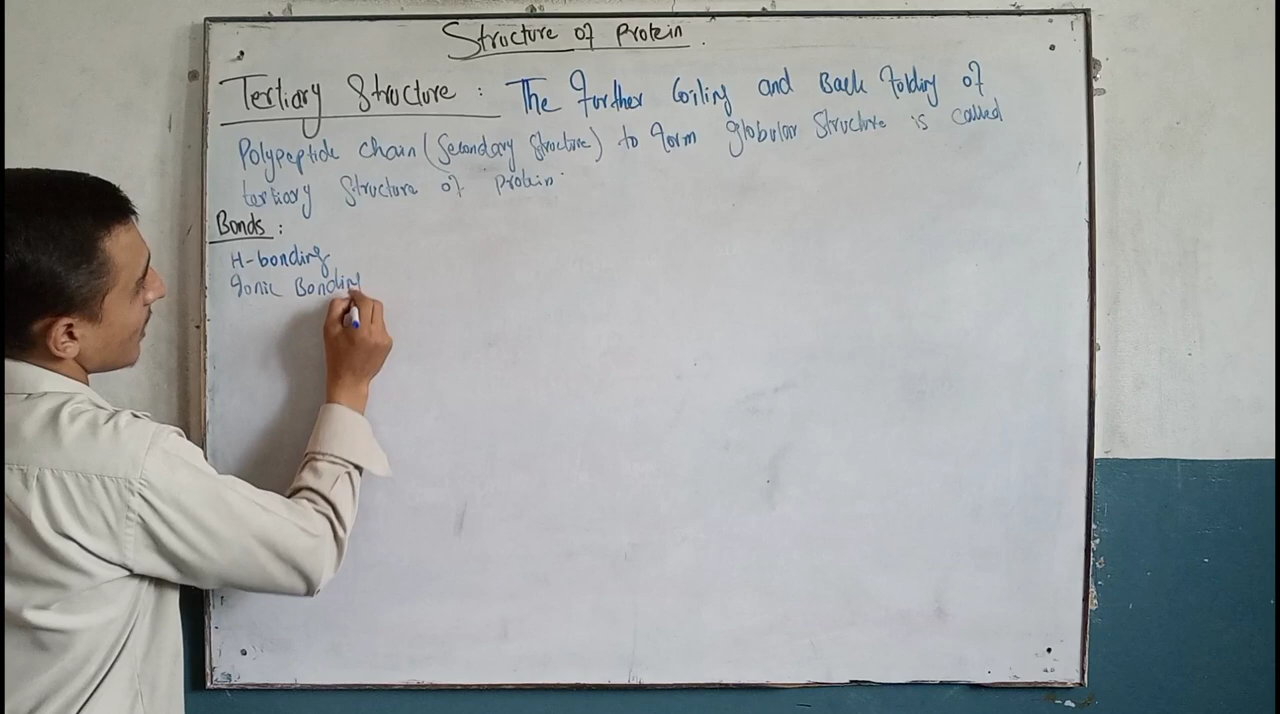 Structure of Protein.
Tertiary Structure : The Further Coiling and Back Folding of
Polypeptide chain (Secondary Structure) to Form globular Structure is called
tertiary Structure of Protein.
Bonds :
H-bonding
Ionic Bonding